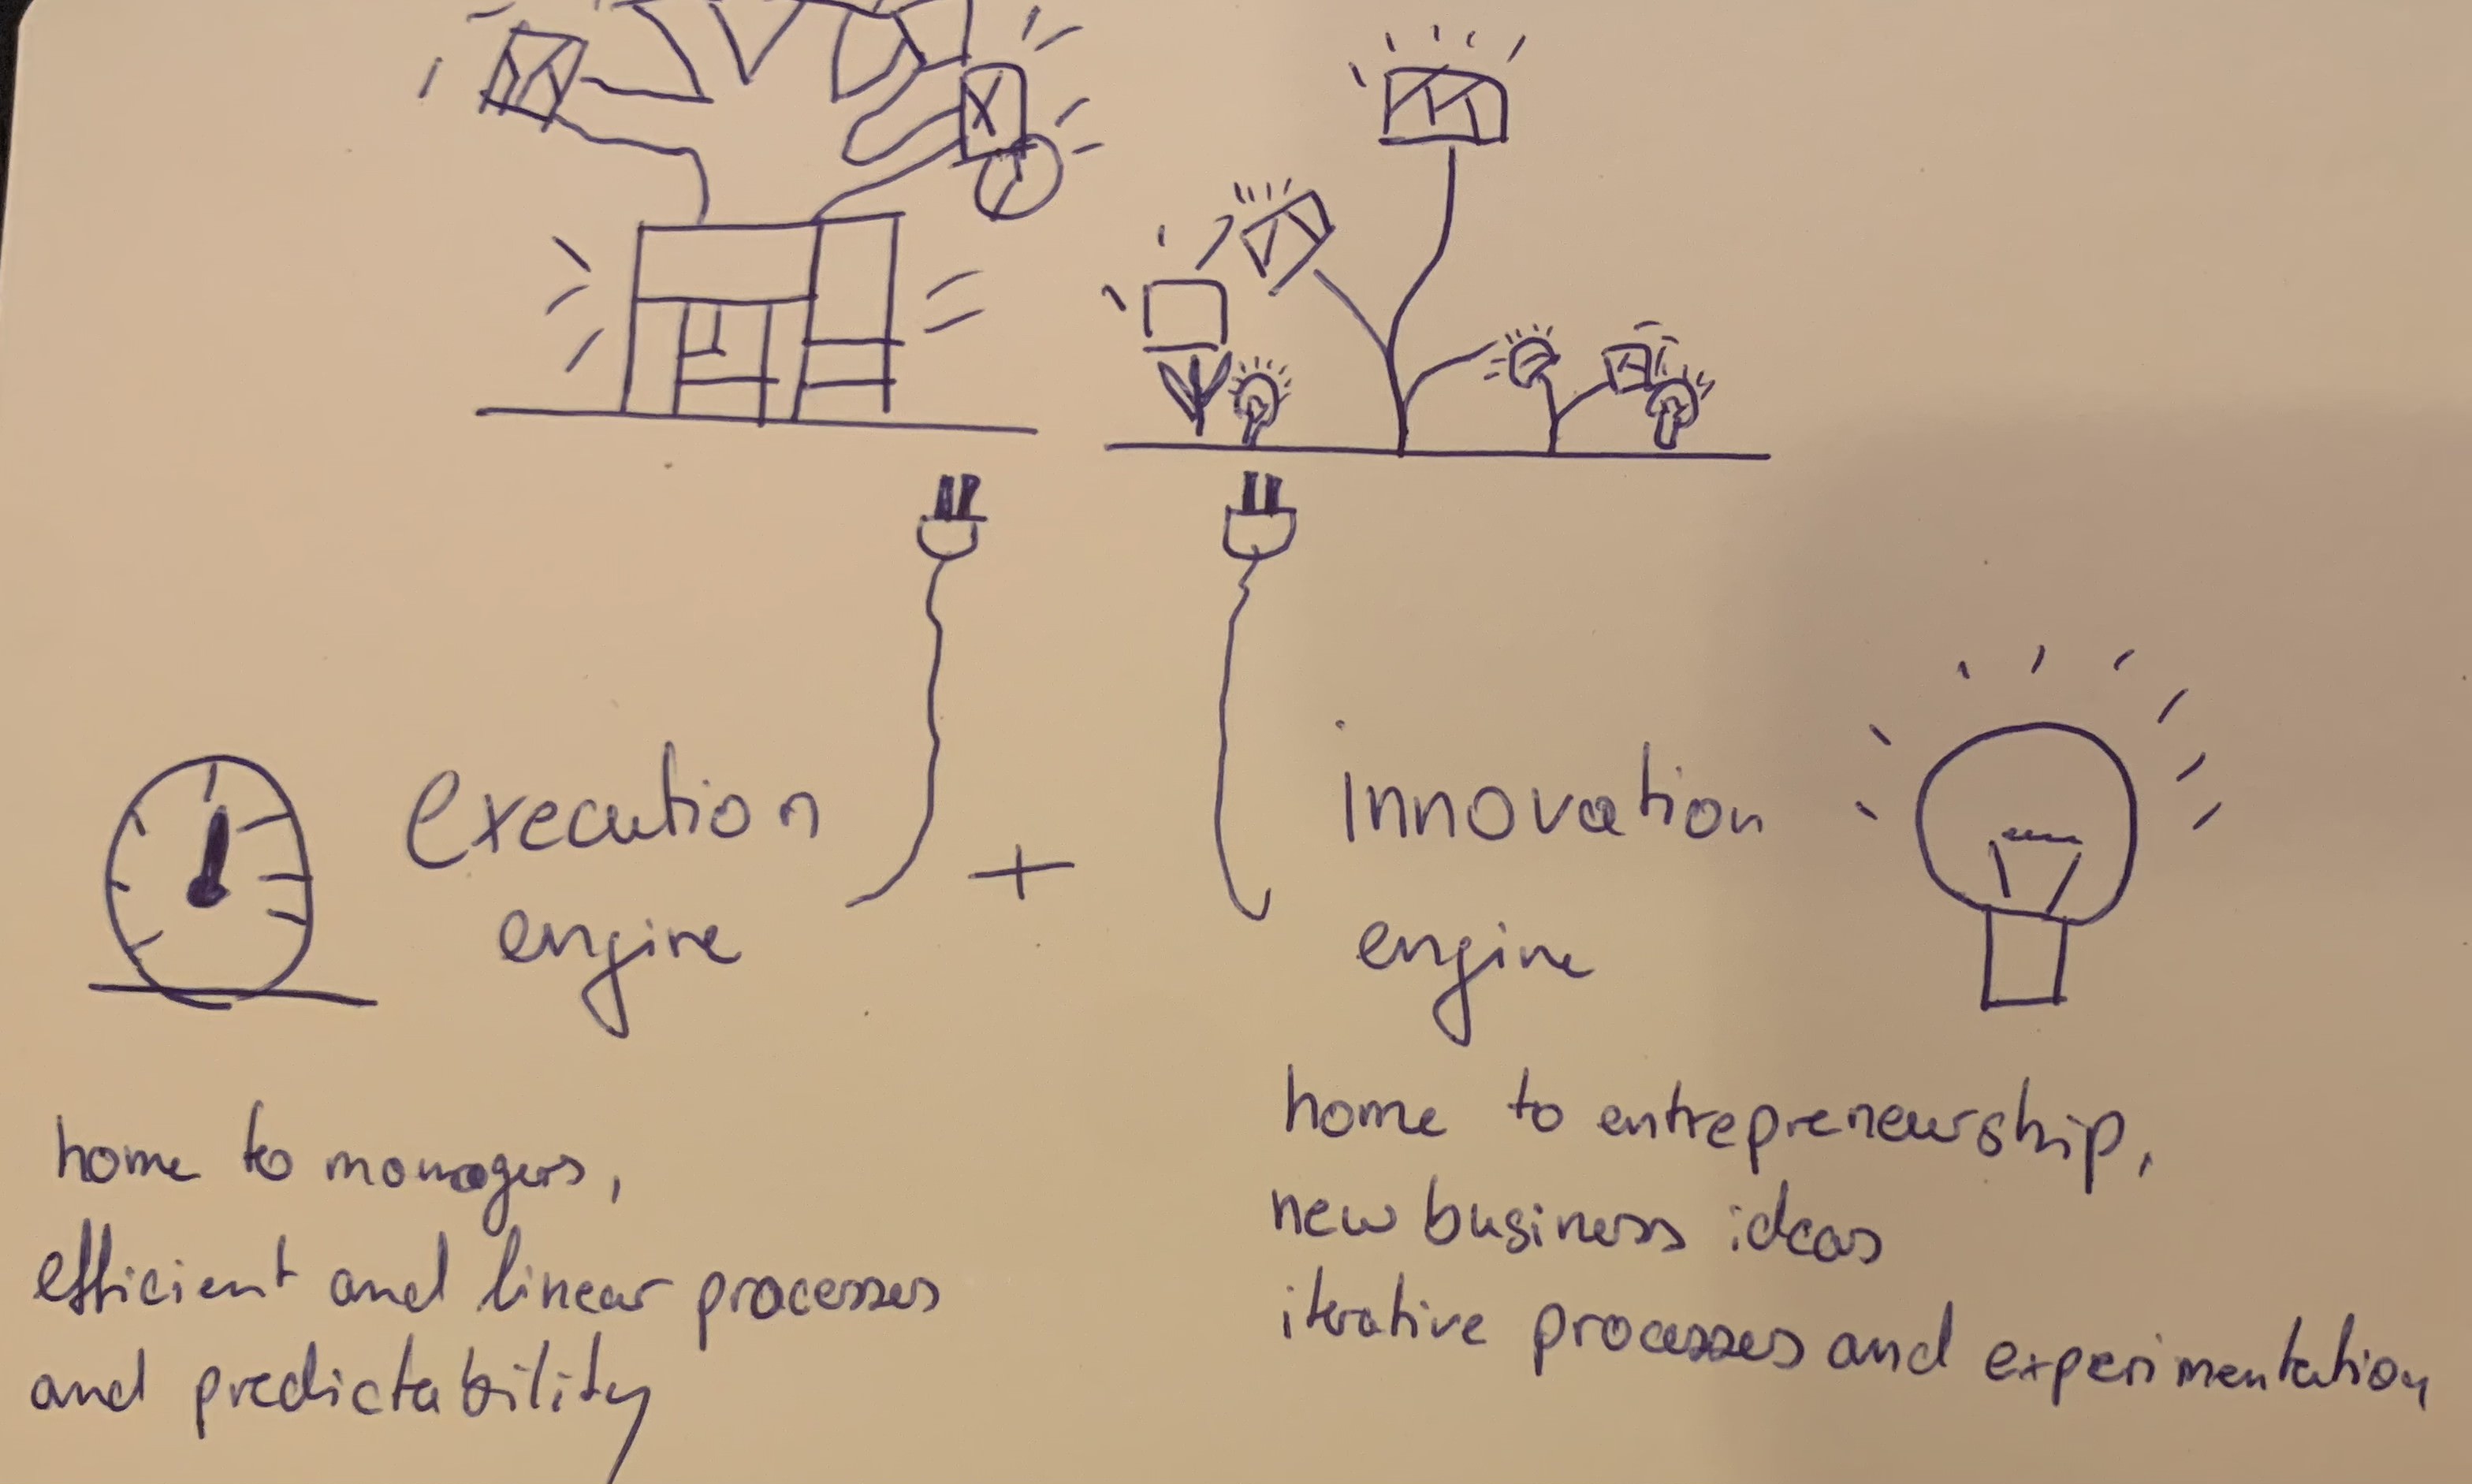 execution
engine
+
innovation
engine
home to managers,
efficient and linear processes
and predictability
home to entrepreneurship,
new business ideas
iterative processes and experimentation